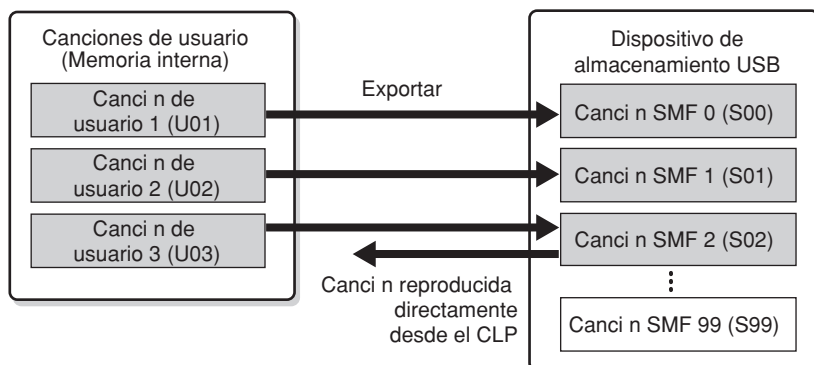 Canciones de usuario
(Memoria interna)
Canci n de
usuario 1 (U01)
Canci n de
usuario 2 (U02)
Canci n de
usuario 3 (U03)
Exportar
Canci n reproducida
directamente
desde el CLP
Dispositivo de
almacenamiento USB
Canci n SMF 0 (S00)
Canci n SMF 1 (S01)
Canci n SMF 2 (S02)
Canci n SMF 99 (S99)